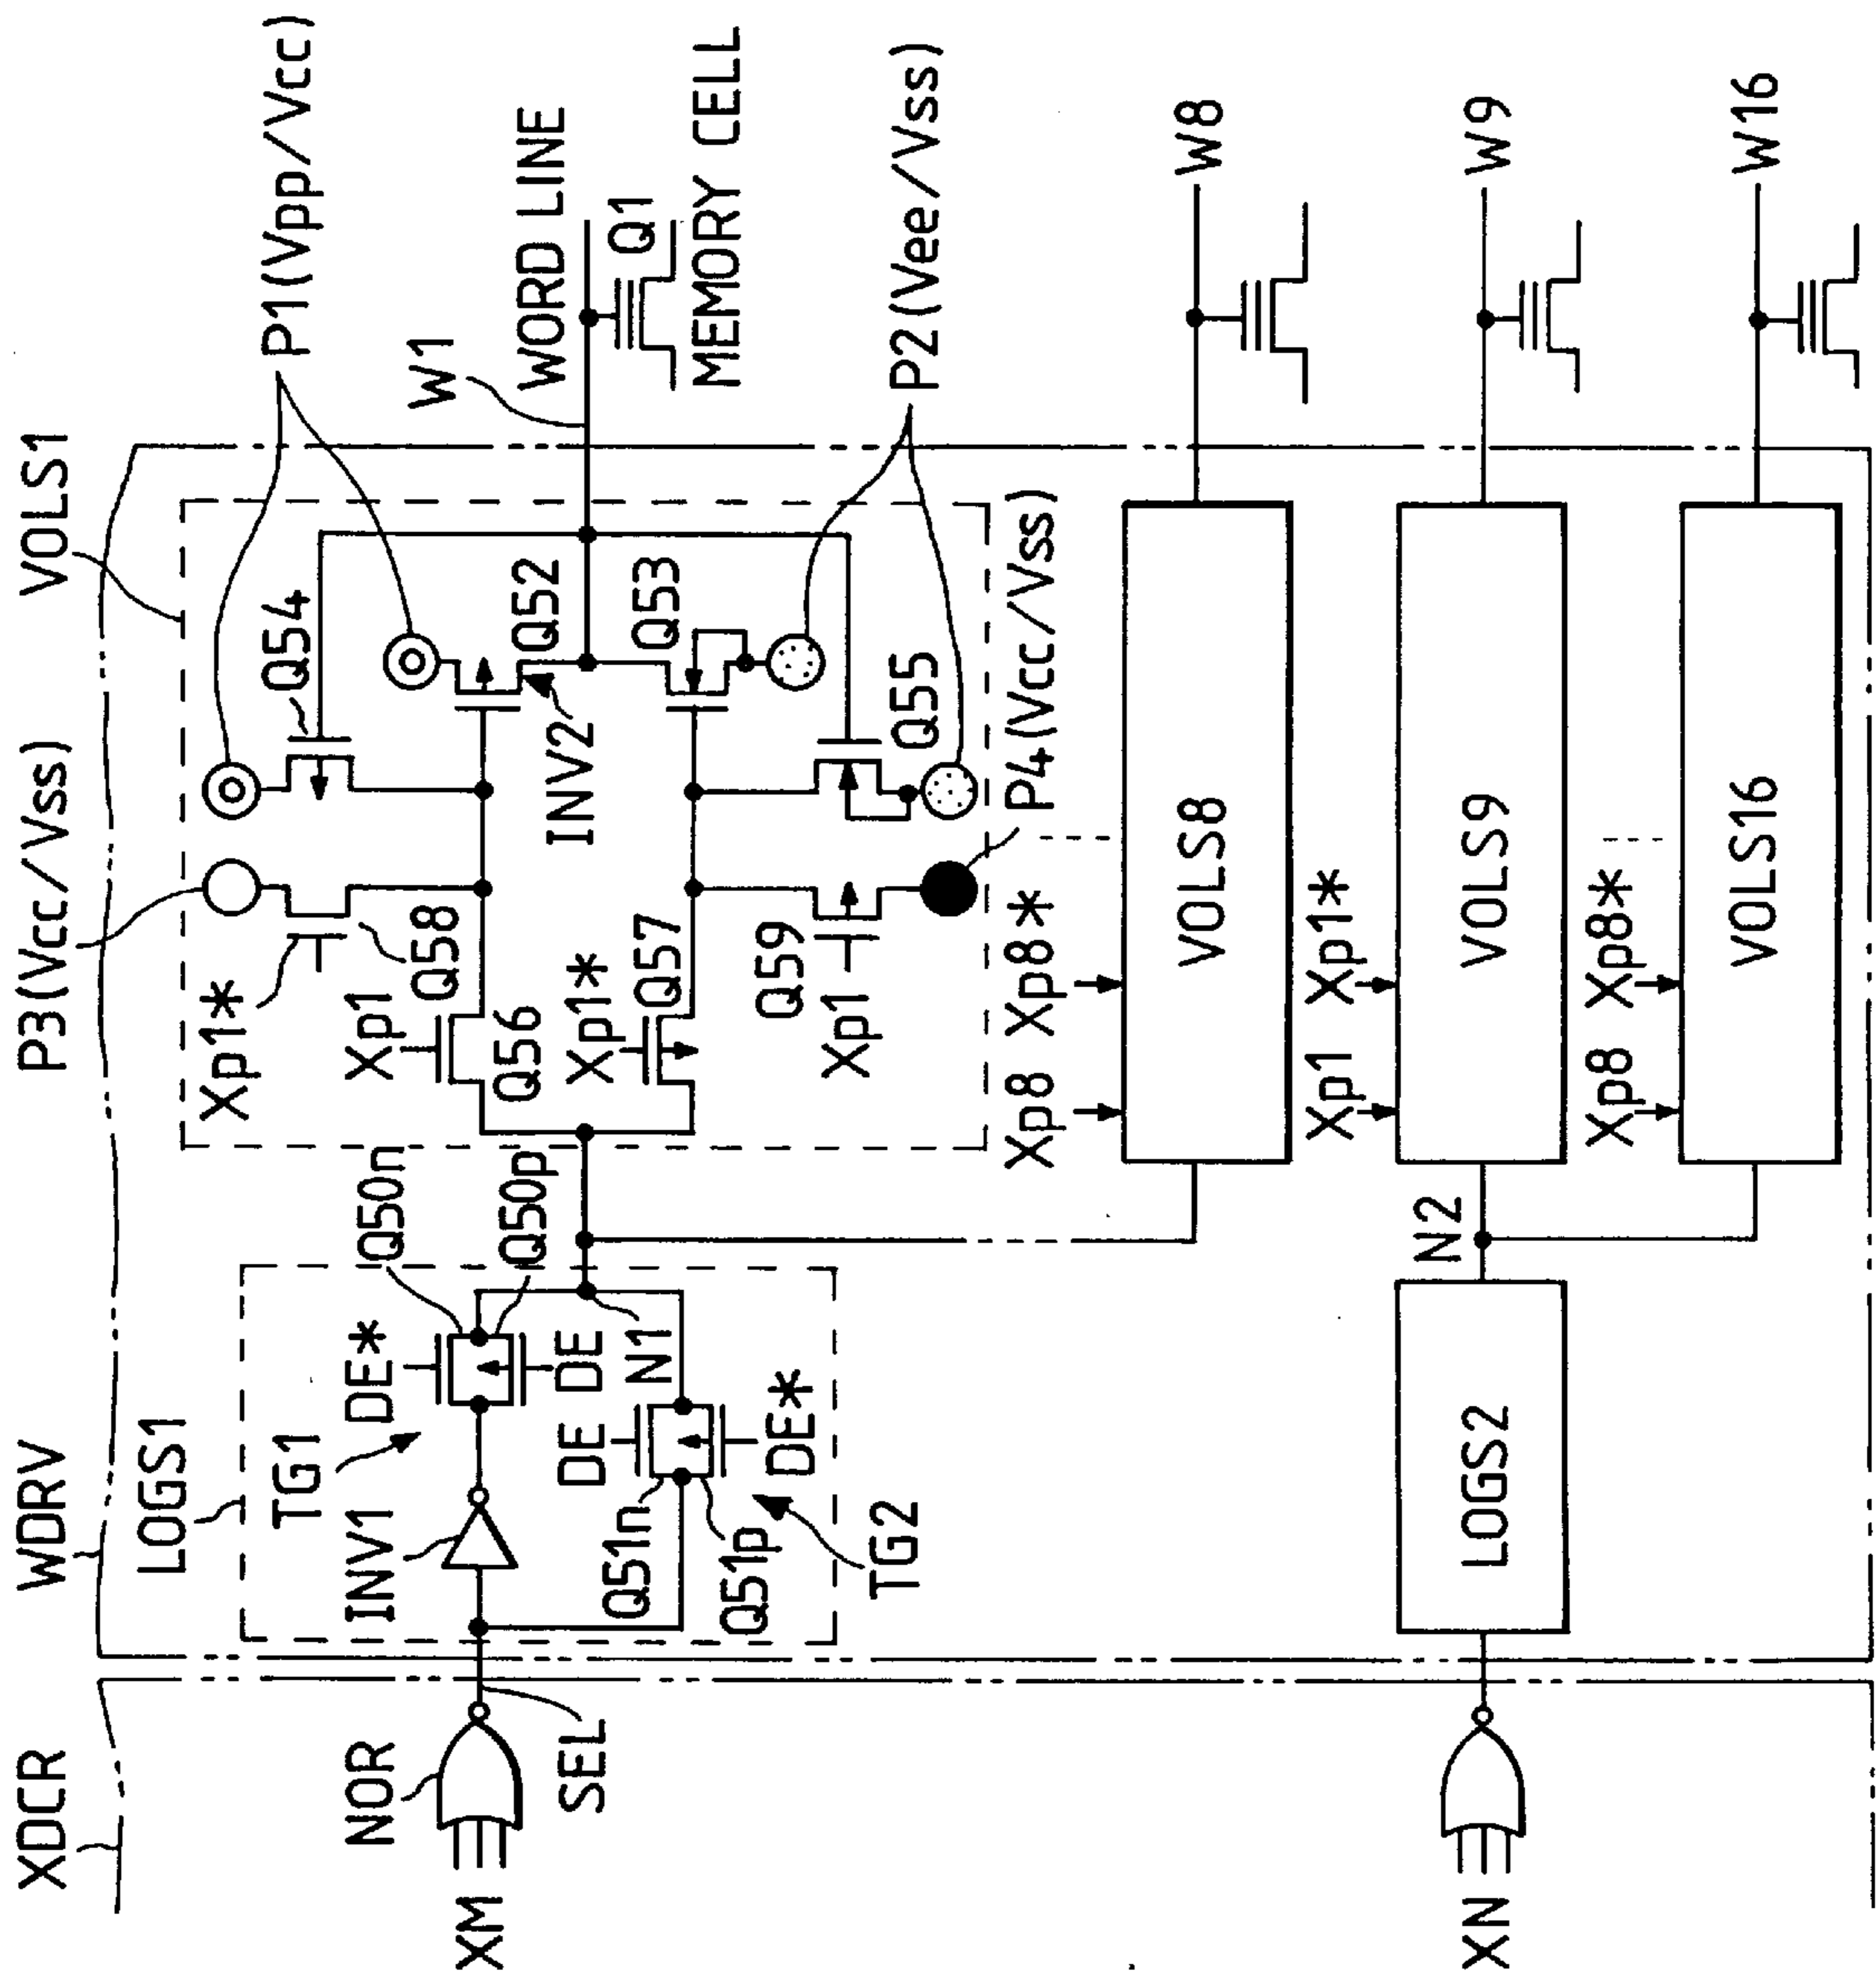 XDCR
WDRV
P3(Vcc/Vss)
VOLS1
P1(Vpp/Vcc)
LOGS1
Xp1*
Q54
NOR
INV1
TG1
DE*
Q50n
Xp1
Q58
W1
XM
SEL
Q50p
Q56
INV2
Q52
WORD LINE
DE
DE
N1
Xp1*
Q57
Q53
Q1
MEMORY CELL
Q51n
Q51p
DE*
TG2
Q59
Xp1
Q55
P2(Vee/Vss)
P4(Vcc/Vss)
Xp8
Xp8*
VOLS8
W8
Xp1
Xp1*
N2
XN
LOGS2
VOLS9
W9
Xp8
Xp8*
VOLS16
W16